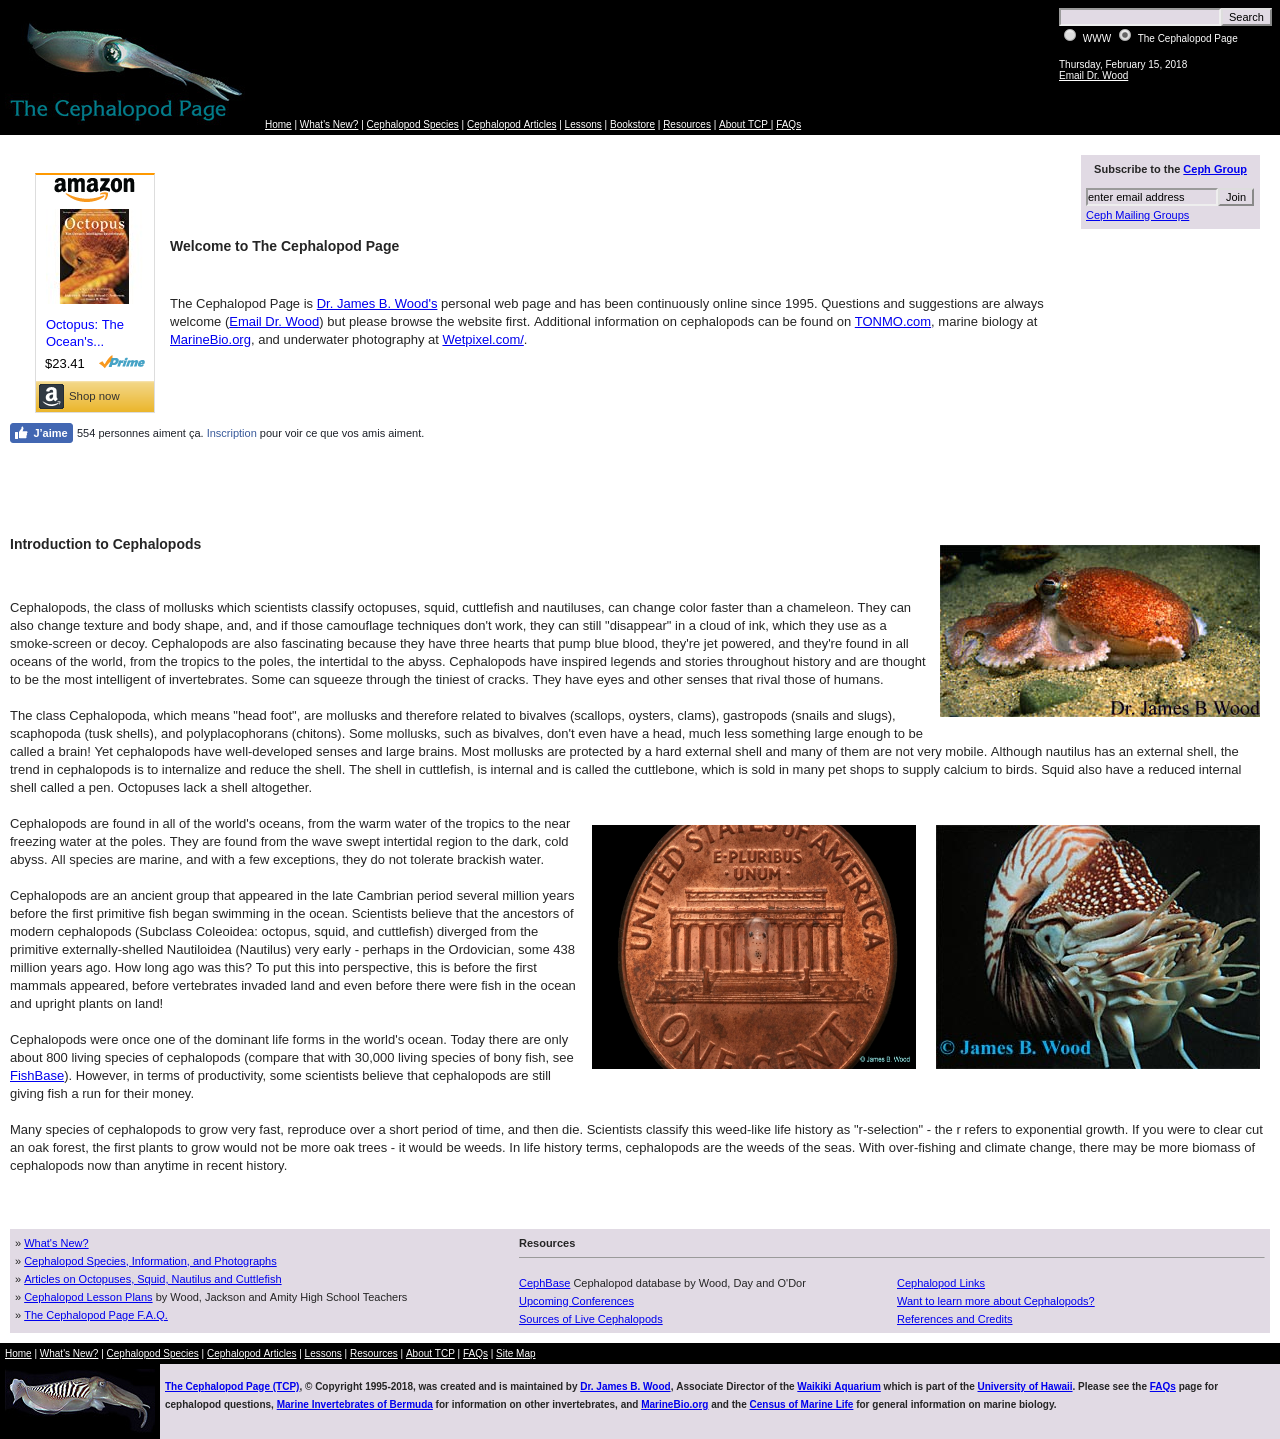 Search
WWW The Cephalopod Page
Thursday, February 15, 2018
Email Dr. Wood
The Cephalopod Page
Home | What's New? | Cephalopod Species | Cephalopod Articles | Lessons | Bookstore | Resources | About TCP | FAQs
Subscribe to the Ceph Group
enter email address Join
Ceph Mailing Groups
amazon
Octopus
Octopus: The
Ocean's...
$23.41 Prime
Shop now
Welcome to The Cephalopod Page
The Cephalopod Page is Dr. James B. Wood's personal web page and has been continuously online since 1995. Questions and suggestions are always
welcome (Email Dr. Wood) but please browse the website first. Additional information on cephalopods can be found on TONMO.com, marine biology at
MarineBio.org, and underwater photography at Wetpixel.com/.
J'aime 554 personnes aiment ça. Inscription pour voir ce que vos amis aiment.
Introduction to Cephalopods
Cephalopods, the class of mollusks which scientists classify octopuses, squid, cuttlefish and nautiluses, can change color faster than a chameleon. They can
also change texture and body shape, and, and if those camouflage techniques don't work, they can still "disappear" in a cloud of ink, which they use as a
smoke-screen or decoy. Cephalopods are also fascinating because they have three hearts that pump blue blood, they're jet powered, and they're found in all
oceans of the world, from the tropics to the poles, the intertidal to the abyss. Cephalopods have inspired legends and stories throughout history and are thought
to be the most intelligent of invertebrates. Some can squeeze through the tiniest of cracks. They have eyes and other senses that rival those of humans.
Dr. James B Wood
The class Cephalopoda, which means "head foot", are mollusks and therefore related to bivalves (scallops, oysters, clams), gastropods (snails and slugs),
scaphopoda (tusk shells), and polyplacophorans (chitons). Some mollusks, such as bivalves, don't even have a head, much less something large enough to be
called a brain! Yet cephalopods have well-developed senses and large brains. Most mollusks are protected by a hard external shell and many of them are not very mobile. Although nautilus has an external shell, the
trend in cephalopods is to internalize and reduce the shell. The shell in cuttlefish, is internal and is called the cuttlebone, which is sold in many pet shops to supply calcium to birds. Squid also have a reduced internal
shell called a pen. Octopuses lack a shell altogether.
Cephalopods are found in all of the world's oceans, from the warm water of the tropics to the near
freezing water at the poles. They are found from the wave swept intertidal region to the dark, cold
abyss. All species are marine, and with a few exceptions, they do not tolerate brackish water.
Cephalopods are an ancient group that appeared in the late Cambrian period several million years
before the first primitive fish began swimming in the ocean. Scientists believe that the ancestors of
modern cephalopods (Subclass Coleoidea: octopus, squid, and cuttlefish) diverged from the
primitive externally-shelled Nautiloidea (Nautilus) very early - perhaps in the Ordovician, some 438
million years ago. How long ago was this? To put this into perspective, this is before the first
mammals appeared, before vertebrates invaded land and even before there were fish in the ocean
and upright plants on land!
UNITED STATES OF AMERICA
E·PLURIBUS
·UNUM·
ONE CENT
© James B. Wood
© James B. Wood
Cephalopods were once one of the dominant life forms in the world's ocean. Today there are only
about 800 living species of cephalopods (compare that with 30,000 living species of bony fish, see
FishBase). However, in terms of productivity, some scientists believe that cephalopods are still
giving fish a run for their money.
Many species of cephalopods to grow very fast, reproduce over a short period of time, and then die. Scientists classify this weed-like life history as "r-selection" - the r refers to exponential growth. If you were to clear cut
an oak forest, the first plants to grow would not be more oak trees - it would be weeds. In life history terms, cephalopods are the weeds of the seas. With over-fishing and climate change, there may be more biomass of
cephalopods now than anytime in recent history.
» What's New?
» Cephalopod Species, Information, and Photographs
» Articles on Octopuses, Squid, Nautilus and Cuttlefish
» Cephalopod Lesson Plans by Wood, Jackson and Amity High School Teachers
» The Cephalopod Page F.A.Q.
Resources
CephBase Cephalopod database by Wood, Day and O'Dor
Upcoming Conferences
Sources of Live Cephalopods
Cephalopod Links
Want to learn more about Cephalopods?
References and Credits
Home | What's New? | Cephalopod Species | Cephalopod Articles | Lessons | Resources | About TCP | FAQs | Site Map
The Cephalopod Page (TCP), © Copyright 1995-2018, was created and is maintained by Dr. James B. Wood, Associate Director of the Waikiki Aquarium which is part of the University of Hawaii. Please see the FAQs page for
cephalopod questions, Marine Invertebrates of Bermuda for information on other invertebrates, and MarineBio.org and the Census of Marine Life for general information on marine biology.